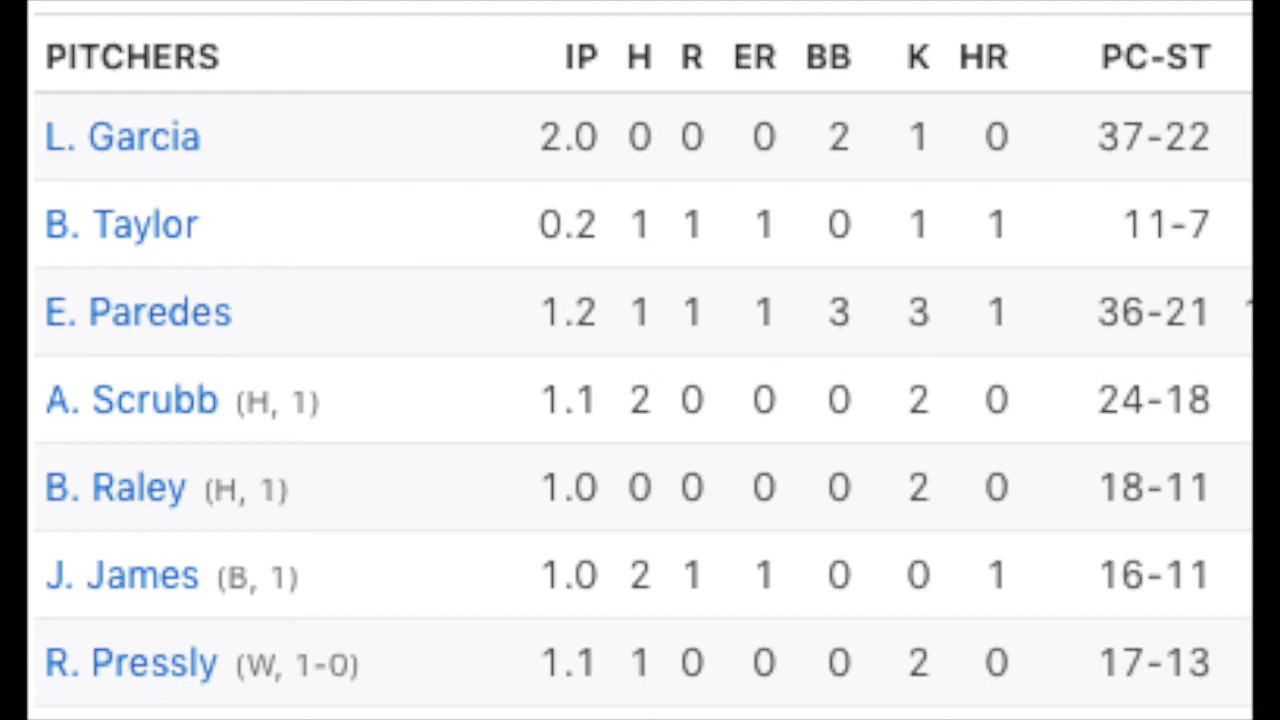 PITCHERS IP H R ER BB K HR PC-ST
L. Garcia 2.0 0 0 0 2 1 0 37-22
B. Taylor 0.2 1 1 1 0 1 1 11-7
E. Paredes 1.2 1 1 1 3 3 1 36-21
A. Scrubb (H, 1) 1.1 2 0 0 0 2 0 24-18
B. Raley (H, 1) 1.0 0 0 0 0 2 0 18-11
J. James (B, 1) 1.0 2 1 1 0 0 1 16-11
R. Pressly (W, 1-0) 1.1 1 0 0 0 2 0 17-13